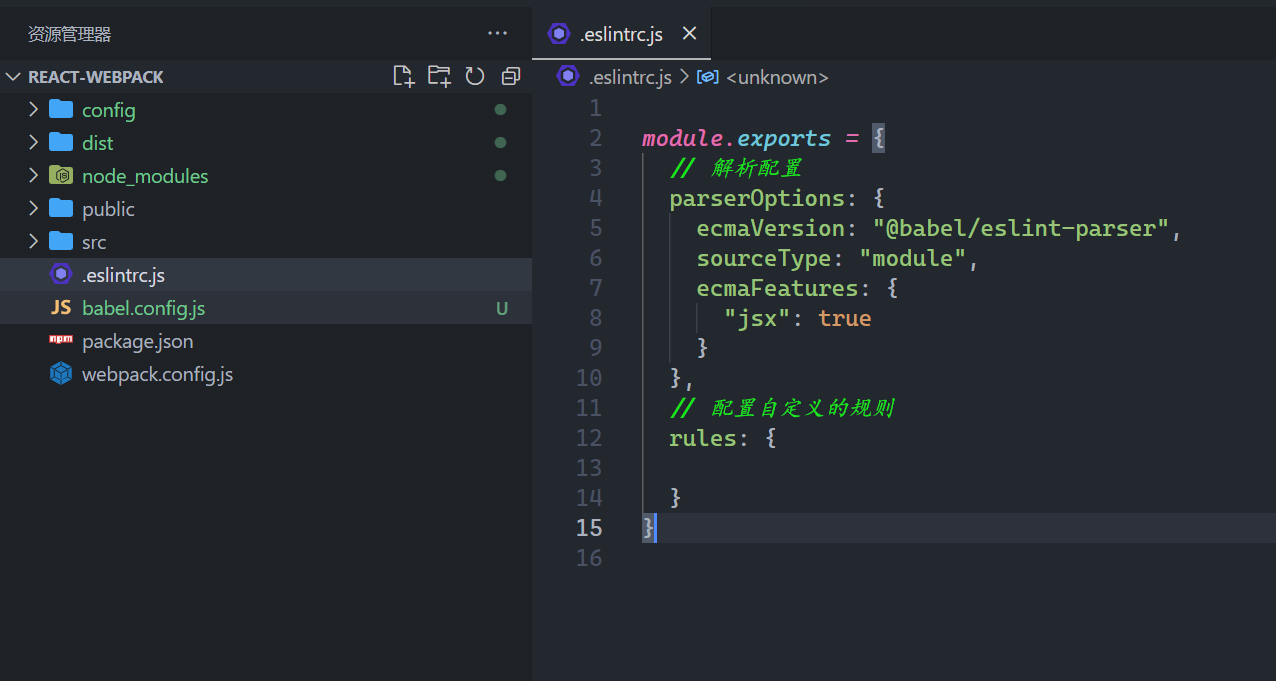 资源管理器 ···
REACT-WEBPACK
config
dist
node_modules
public
src
.eslintrc.js
JS babel.config.js U
npm package.json
webpack.config.js
.eslintrc.js
.eslintrc.js > <unknown>
1
2 module.exports = {
3 // 解析配置
4 parserOptions: {
5 ecmaVersion: "@babel/eslint-parser",
6 sourceType: "module",
7 ecmaFeatures: {
8 "jsx": true
9 }
10 },
11 // 配置自定义的规则
12 rules: {
13
14 }
15 }
16